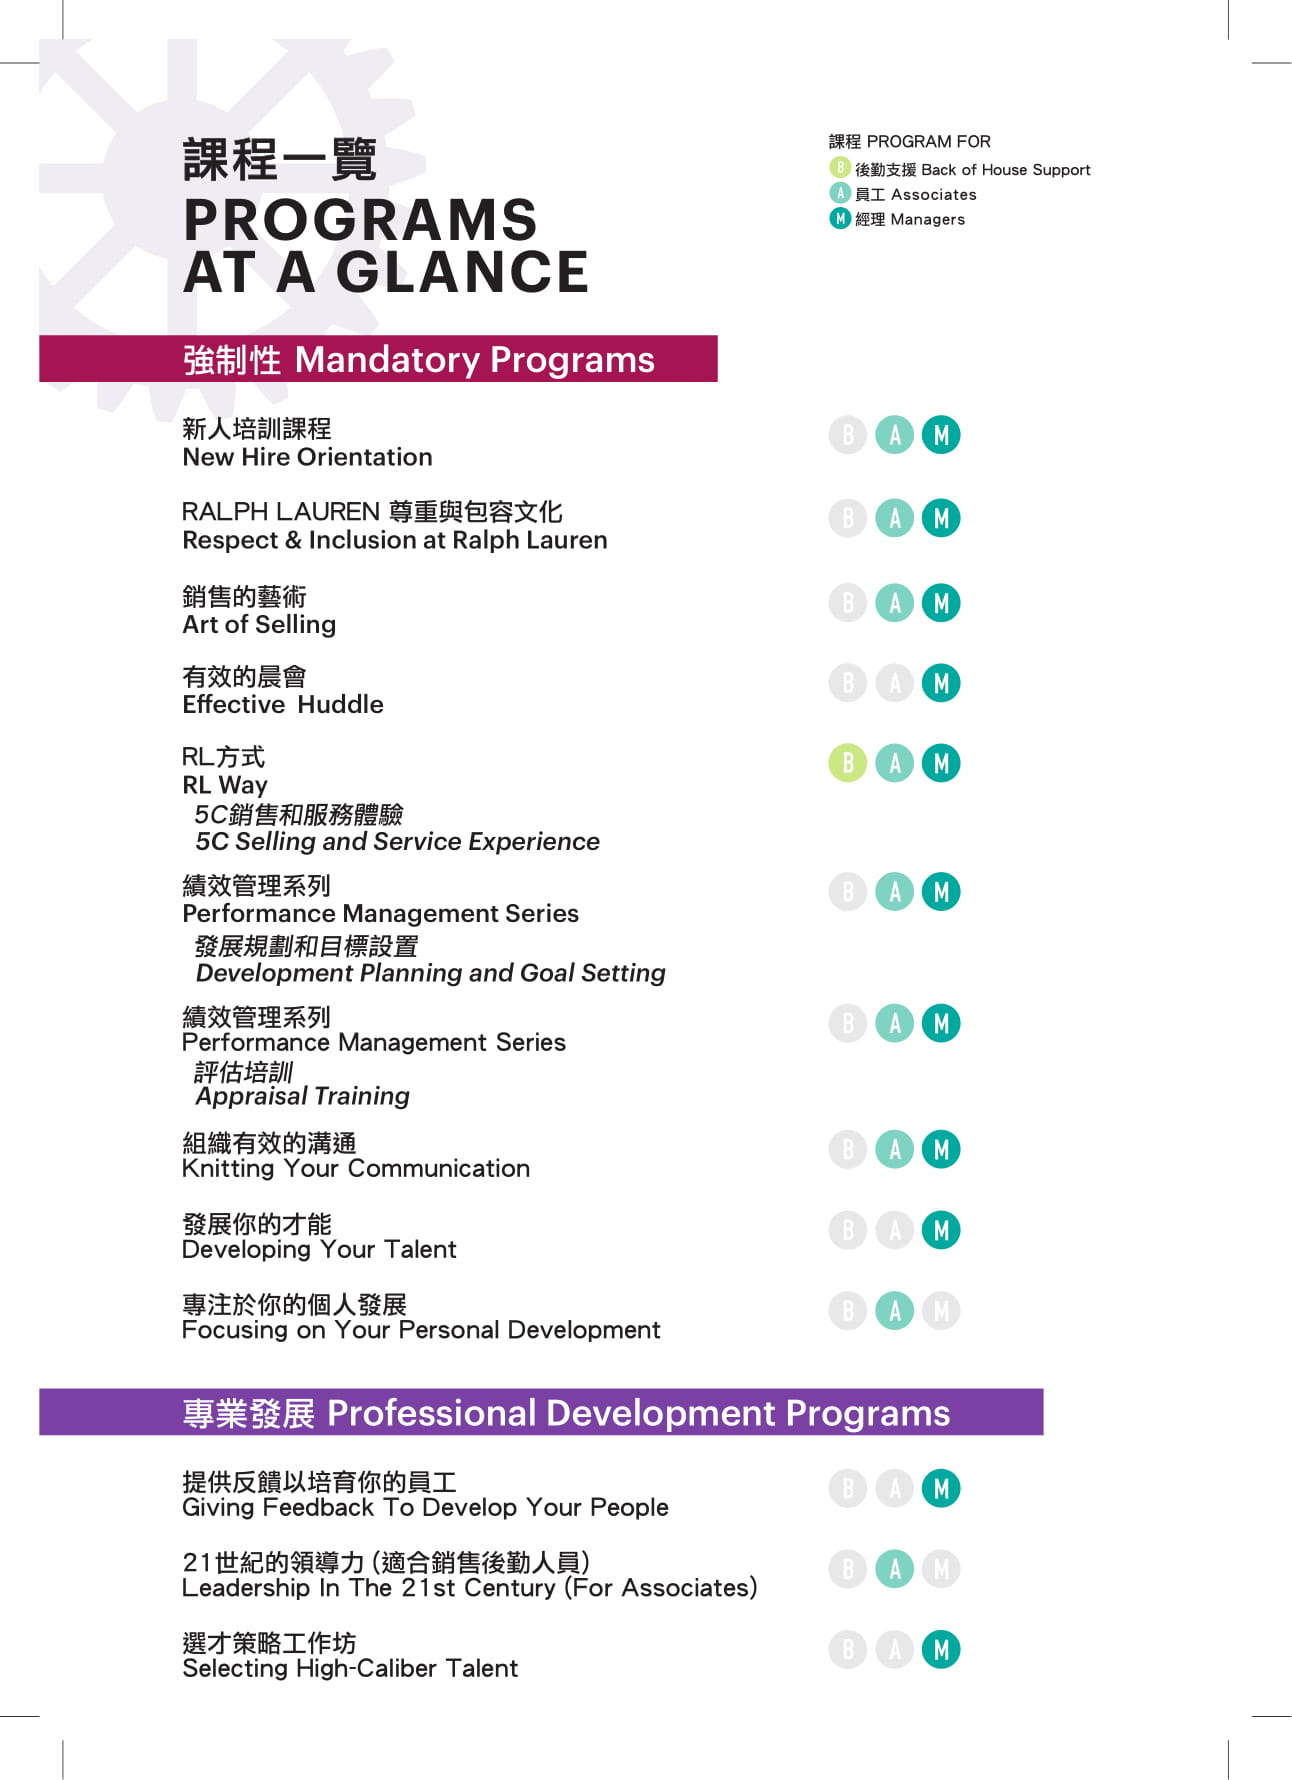 課程一覽
PROGRAMS
AT A GLANCE
課程 PROGRAM FOR
B 後勤支援 Back of House Support
A 員工 Associates
M 經理 Managers
強制性 Mandatory Programs
新人培訓課程
New Hire Orientation
B A M
RALPH LAUREN 尊重與包容文化
Respect & Inclusion at Ralph Lauren
B A M
銷售的藝術
Art of Selling
B A M
有效的晨會
Effective Huddle
B A M
RL方式
RL Way
B A M
5C銷售和服務體驗
5C Selling and Service Experience
績效管理系列
Performance Management Series
B A M
發展規劃和目標設置
Development Planning and Goal Setting
績效管理系列
Performance Management Series
B A M
評估培訓
Appraisal Training
組織有效的溝通
Knitting Your Communication
B A M
發展你的才能
Developing Your Talent
B A M
專注於你的個人發展
Focusing on Your Personal Development
B A M
專業發展 Professional Development Programs
提供反饋以培育你的員工
Giving Feedback To Develop Your People
B A M
21世紀的領導力（適合銷售後勤人員）
Leadership In The 21st Century (For Associates)
B A M
選才策略工作坊
Selecting High-Caliber Talent
B A M